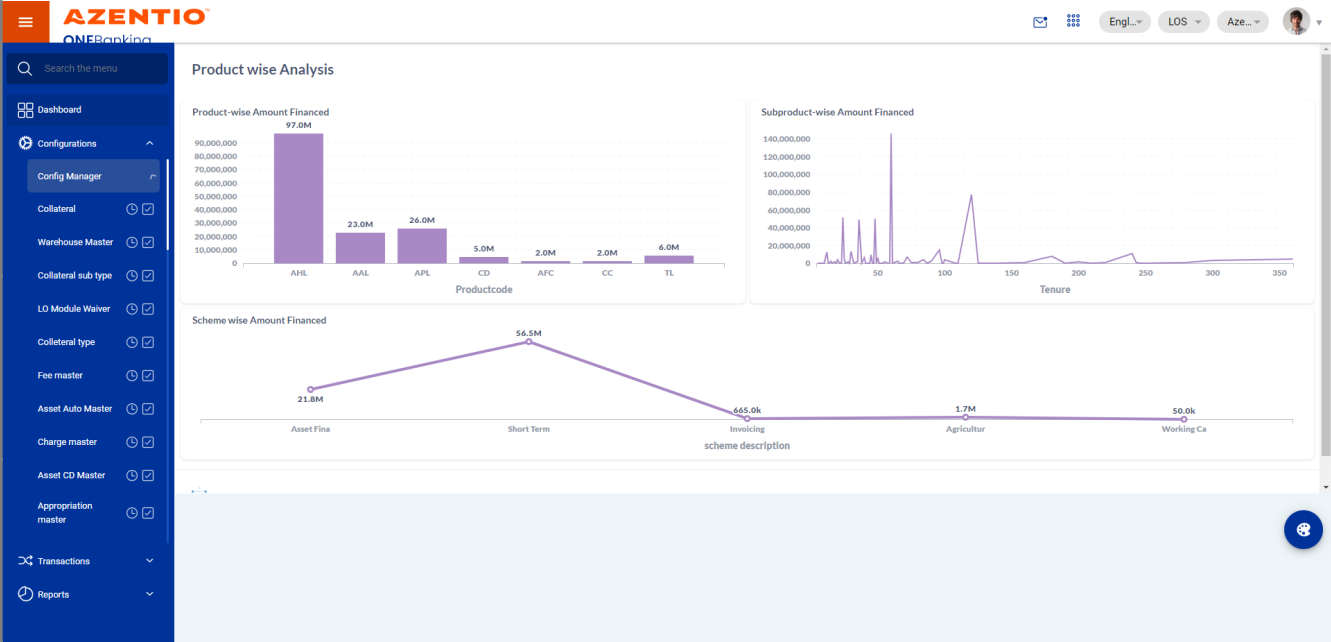 AZENTIO
ONEBanking
Engl...
LOS
Aze...
Search the menu
Dashboard
Configurations
Config Manager
Collateral
Warehouse Master
Collateral sub type
LO Module Waiver
Colleteral type
Fee master
Asset Auto Master
Charge master
Asset CD Master
Appropriation
master
Transactions
Reports
Product wise Analysis
Product-wise Amount Financed
97.0M
90,000,000
80,000,000
70,000,000
60,000,000
50,000,000
40,000,000
30,000,000
20,000,000
10,000,000
0
23.0M
26.0M
5.0M
2.0M
2.0M
6.0M
AHL AAL APL CD AFC CC TL
Productcode
Subproduct-wise Amount Financed
140,000,000
120,000,000
100,000,000
80,000,000
60,000,000
40,000,000
20,000,000
0
50 100 150 200 250 300 350
Tenure
Scheme wise Amount Financed
56.5M
21.8M
665.0k
1.7M
50.0k
Asset Fina Short Term Invoicing Agricultur Working Ca
scheme description